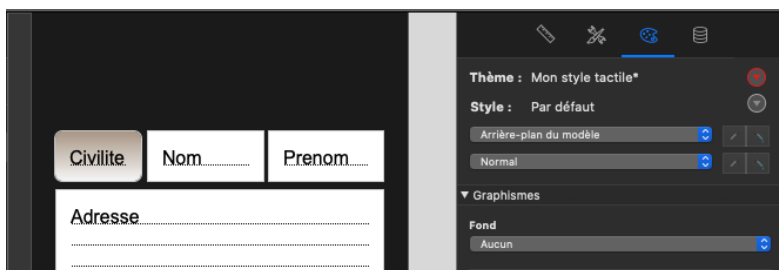 Thème : Mon style tactile*
Style : Par défaut
Arrière-plan du modèle
Normal
Graphismes
Fond
Aucun
Civilite Nom Prenom
Adresse